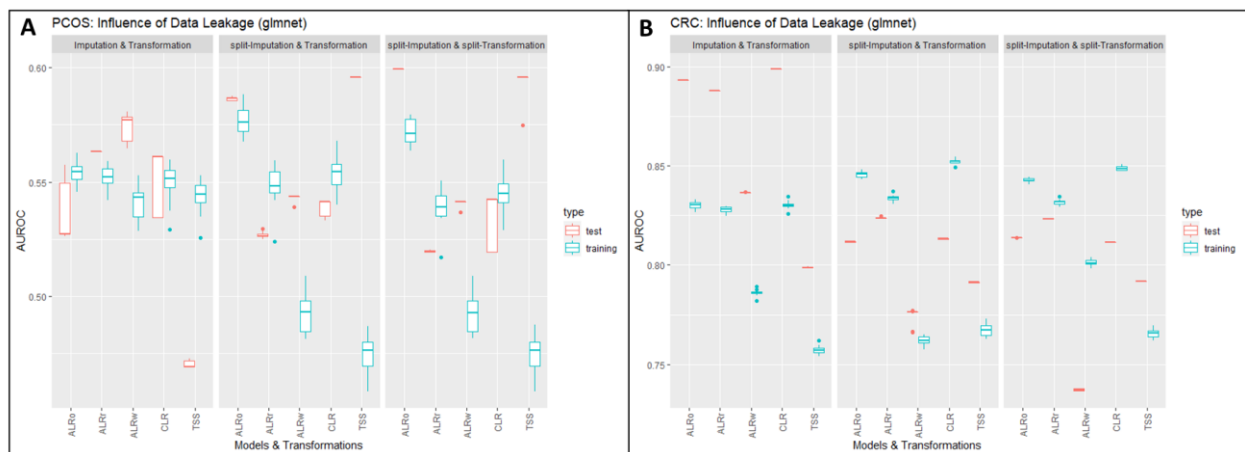 A PCOS: Influence of Data Leakage (glmnet)
Imputation & Transformation split-Imputation & Transformation split-Imputation & split-Transformation
0.60
0.55
0.50
AUROC
ALRo ALRr ALRw CLR TSS ALRo ALRr ALRw CLR TSS ALRo ALRr ALRw CLR TSS
Models & Transformations
type
test
training
B CRC: Influence of Data Leakage (glmnet)
Imputation & Transformation split-Imputation & Transformation split-Imputation & split-Transformation
0.90
0.85
0.80
0.75
AUROC
ALRo ALRr ALRw CLR TSS ALRo ALRr ALRw CLR TSS ALRo ALRr ALRw CLR TSS
Models & Transformations
type
test
training